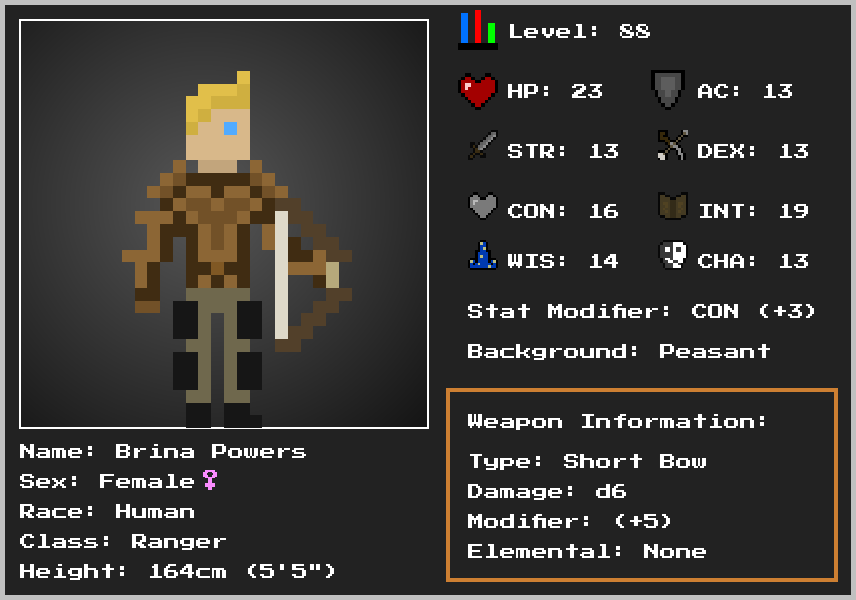 Level: 88
HP: 23 AC: 13
STR: 13 DEX: 13
CON: 16 INT: 19
WIS: 14 CHA: 13
Stat Modifier: CON (+3)
Background: Peasant
Weapon Information:
Type: Short Bow
Damage: d6
Modifier: (+5)
Elemental: None
Name: Brina Powers
Sex: Female♀
Race: Human
Class: Ranger
Height: 164cm (5'5")